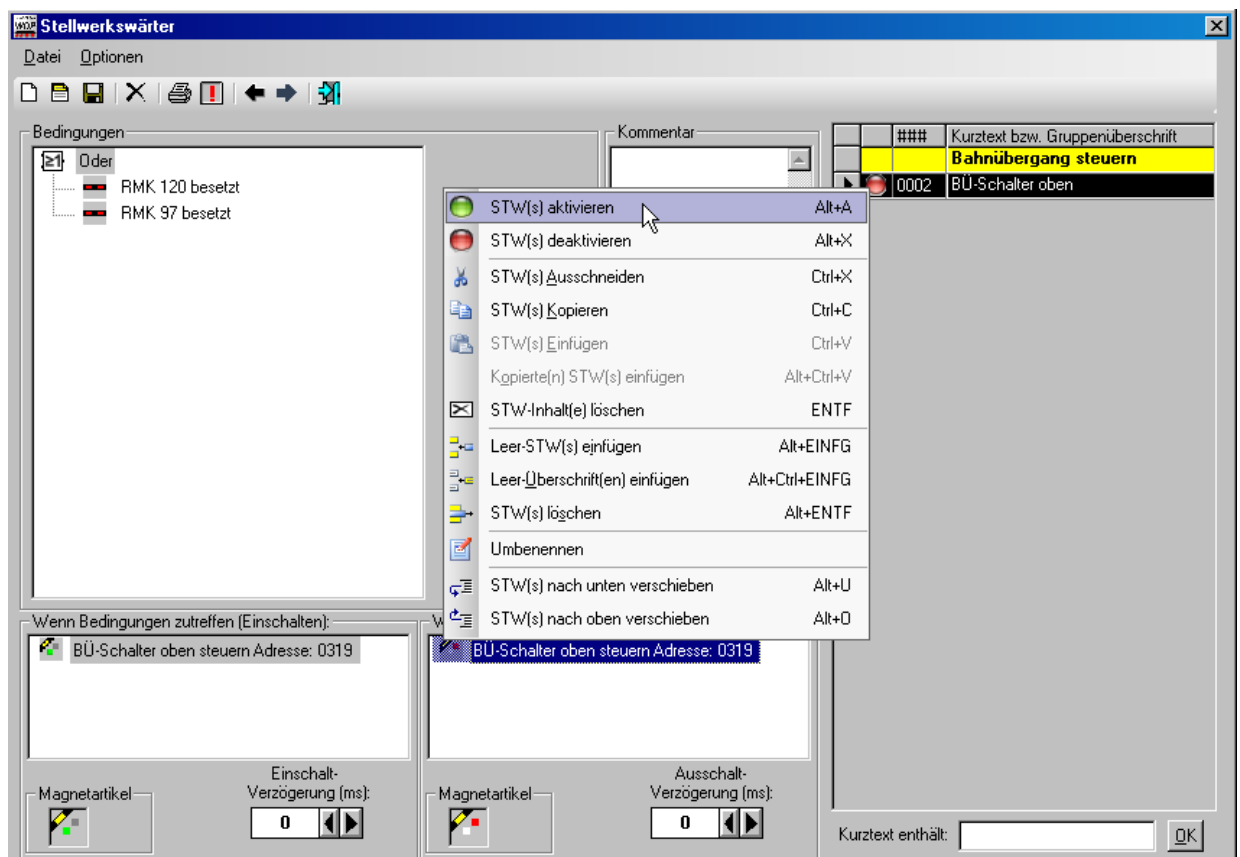 Stellwerkswärter
Datei Optionen
Bedingungen
≥1 Oder
RMK 120 besetzt
RMK 97 besetzt
Kommentar
### Kurztext bzw. Gruppenüberschrift
Bahnübergang steuern
0002 BÜ-Schalter oben
STW(s) aktivieren Alt+A
STW(s) deaktivieren Alt+X
STW(s) Ausschneiden Ctrl+X
STW(s) Kopieren Ctrl+C
STW(s) Einfügen Ctrl+V
Kopierte(n) STW(s) einfügen Alt+Ctrl+V
STW-Inhalt(e) löschen ENTF
Leer-STW(s) einfügen Alt+EINFG
Leer-Überschrift(en) einfügen Alt+Ctrl+EINFG
STW(s) löschen Alt+ENTF
Umbenennen
STW(s) nach unten verschieben Alt+U
STW(s) nach oben verschieben Alt+O
Wenn Bedingungen zutreffen (Einschalten):
BÜ-Schalter oben steuern Adresse: 0319
BÜ-Schalter oben steuern Adresse: 0319
Magnetartikel
Einschalt-
Verzögerung (ms):
0
Magnetartikel
Ausschalt-
Verzögerung (ms):
0
Kurztext enthält: OK